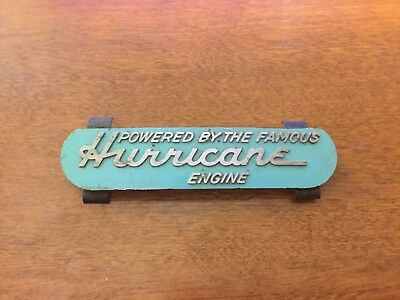 POWERED BY THE FAMOUS
Hurricane
ENGINE